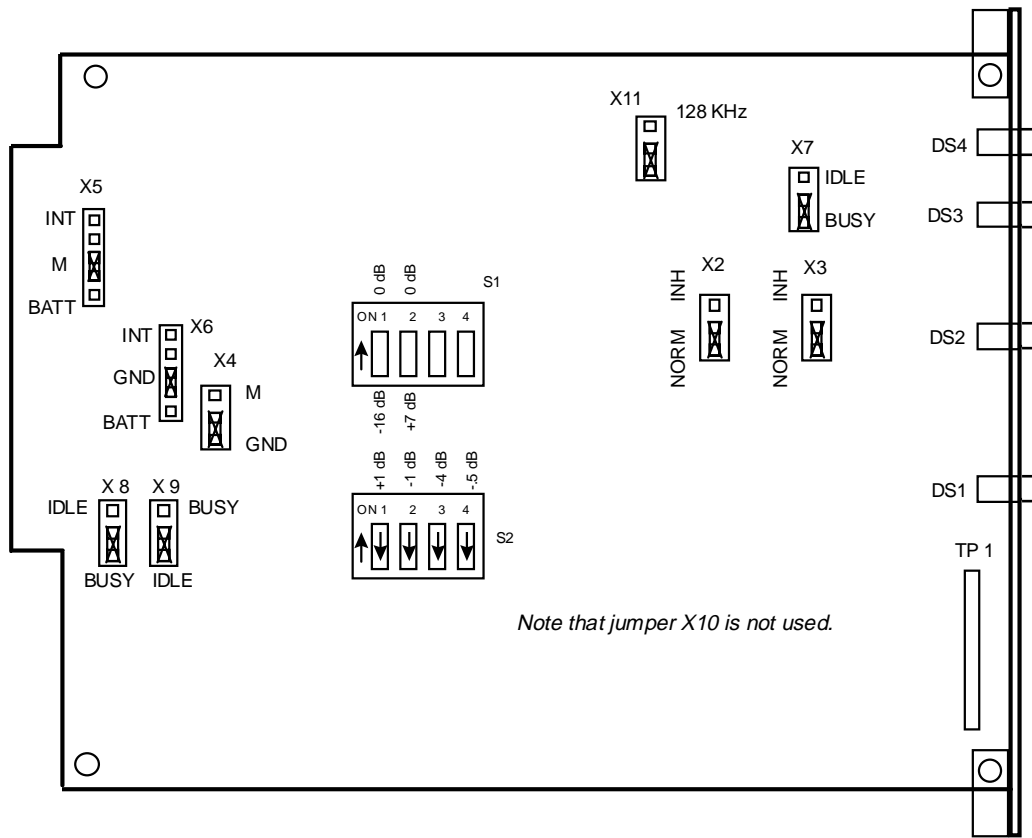 X11
128 KHz
DS4
X7
IDLE
BUSY
X5
INT
M
BATT
DS3
0 dB
0 dB
S1
ON 1 2 3 4
-16 dB
+7 dB
X2
INH
NORM
X3
INH
NORM
DS2
X6
INT
GND
BATT
X4
M
GND
+1 dB
-1 dB
-4 dB
-.5 dB
ON 1 2 3 4
S2
DS1
X 8
IDLE
BUSY
X 9
BUSY
IDLE
TP 1
Note that jumper X10 is not used.